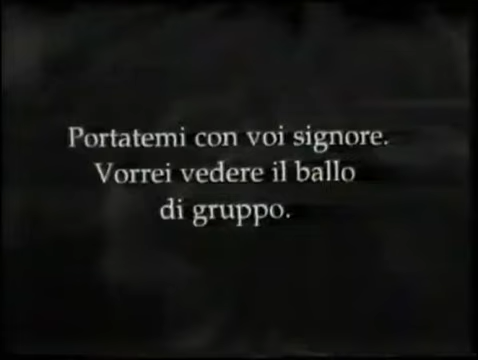 Portatemi con voi signore.
Vorrei vedere il ballo
di gruppo.